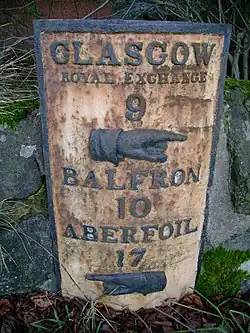 GLASGOW
ROYAL EXCHANGE
9
BALFRON
10
ABERFOIL
17